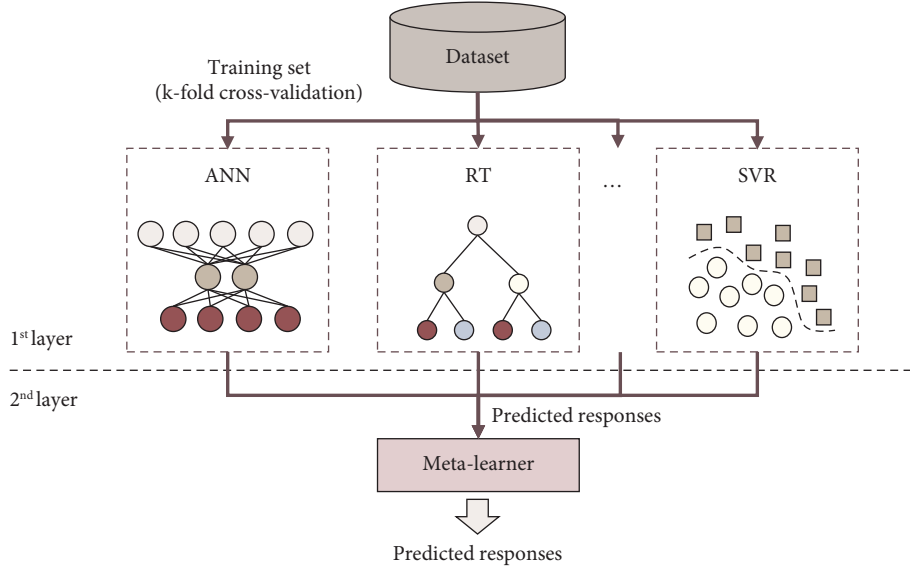 Dataset
Training set
(k-fold cross-validation)
ANN
RT
...
SVR
1st layer
2nd layer
Predicted responses
Meta-learner
Predicted responses